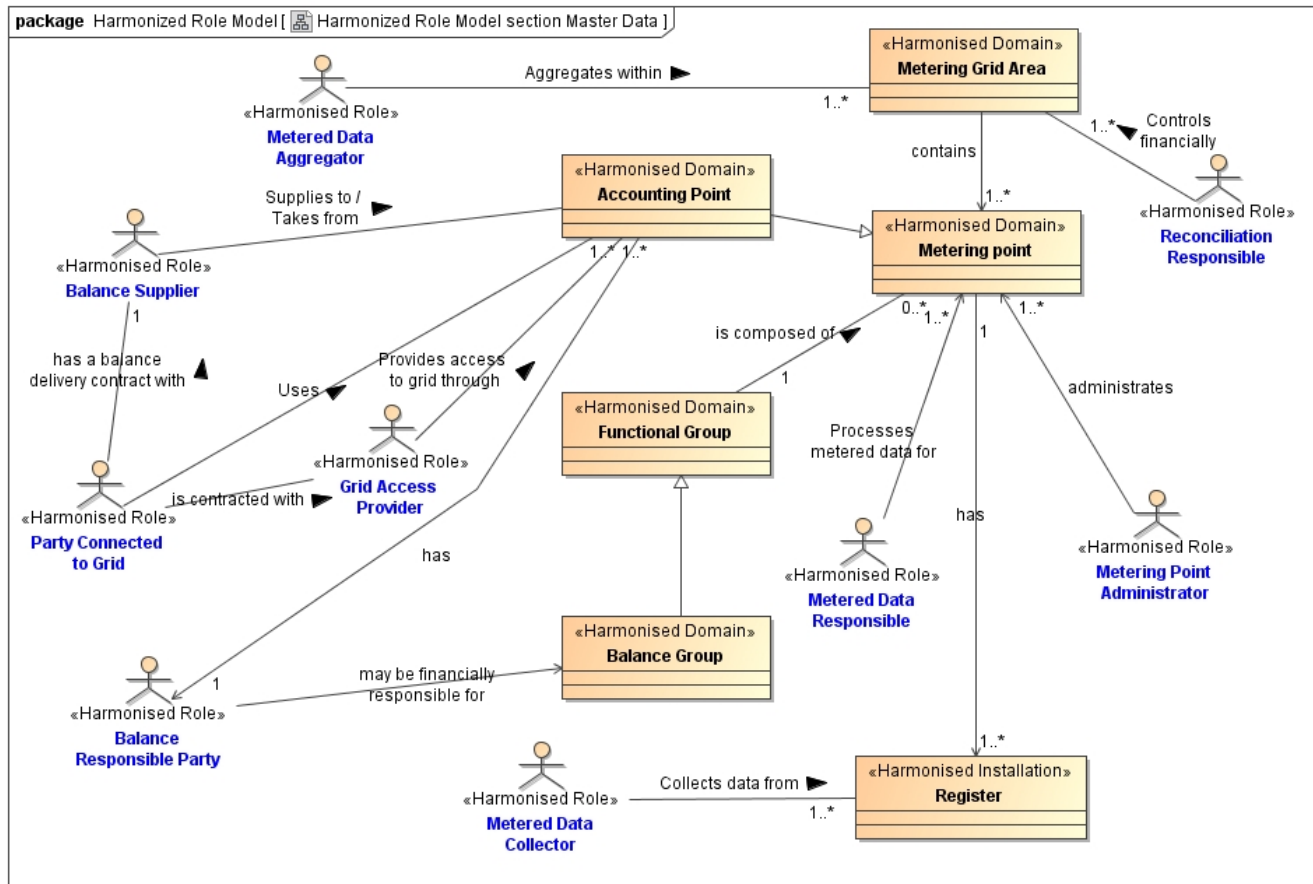 package Harmonized Role Model [ Harmonized Role Model section Master Data ]
«Harmonised Domain»
Metering Grid Area
Aggregates within
1..*
«Harmonised Role»
Metered Data
Aggregator
1..*
Controls
financially
contains
1..*
«Harmonised Role»
Reconciliation
Responsible
«Harmonised Domain»
Accounting Point
Supplies to /
Takes from
«Harmonised Role»
Balance Supplier
1
«Harmonised Domain»
Metering point
1..*
1..*
0..*
1..*
1
1..*
is composed of
1
has a balance
delivery contract with
Uses
Provides access
to grid through
administrates
«Harmonised Domain»
Functional Group
Processes
metered data for
«Harmonised Role»
Grid Access
Provider
is contracted with
«Harmonised Role»
Party Connected
to Grid
has
has
«Harmonised Role»
Metered Data
Responsible
«Harmonised Role»
Metering Point
Administrator
«Harmonised Domain»
Balance Group
1
may be financially
responsible for
«Harmonised Role»
Balance
Responsible Party
1..*
«Harmonised Installation»
Register
Collects data from
1..*
«Harmonised Role»
Metered Data
Collector